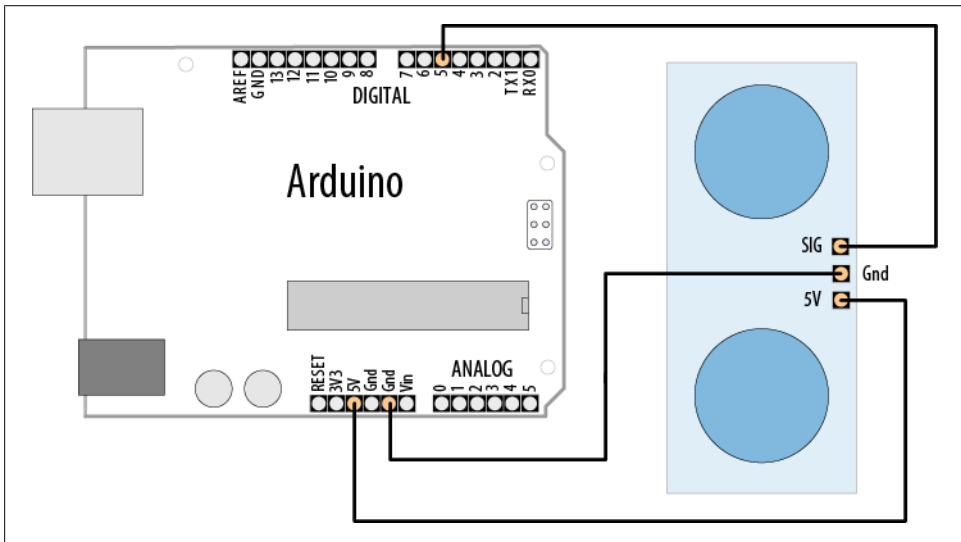 AREF GND 13 12 11 10 9 8 7 6 5 4 3 2 TX1 RX0
DIGITAL
Arduino
SIG
Gnd
5V
ANALOG
RESET 3V3 5V Gnd Gnd Vin 0 1 2 3 4 5